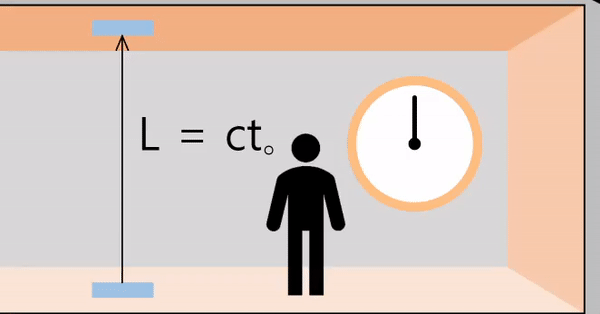 L = ct。